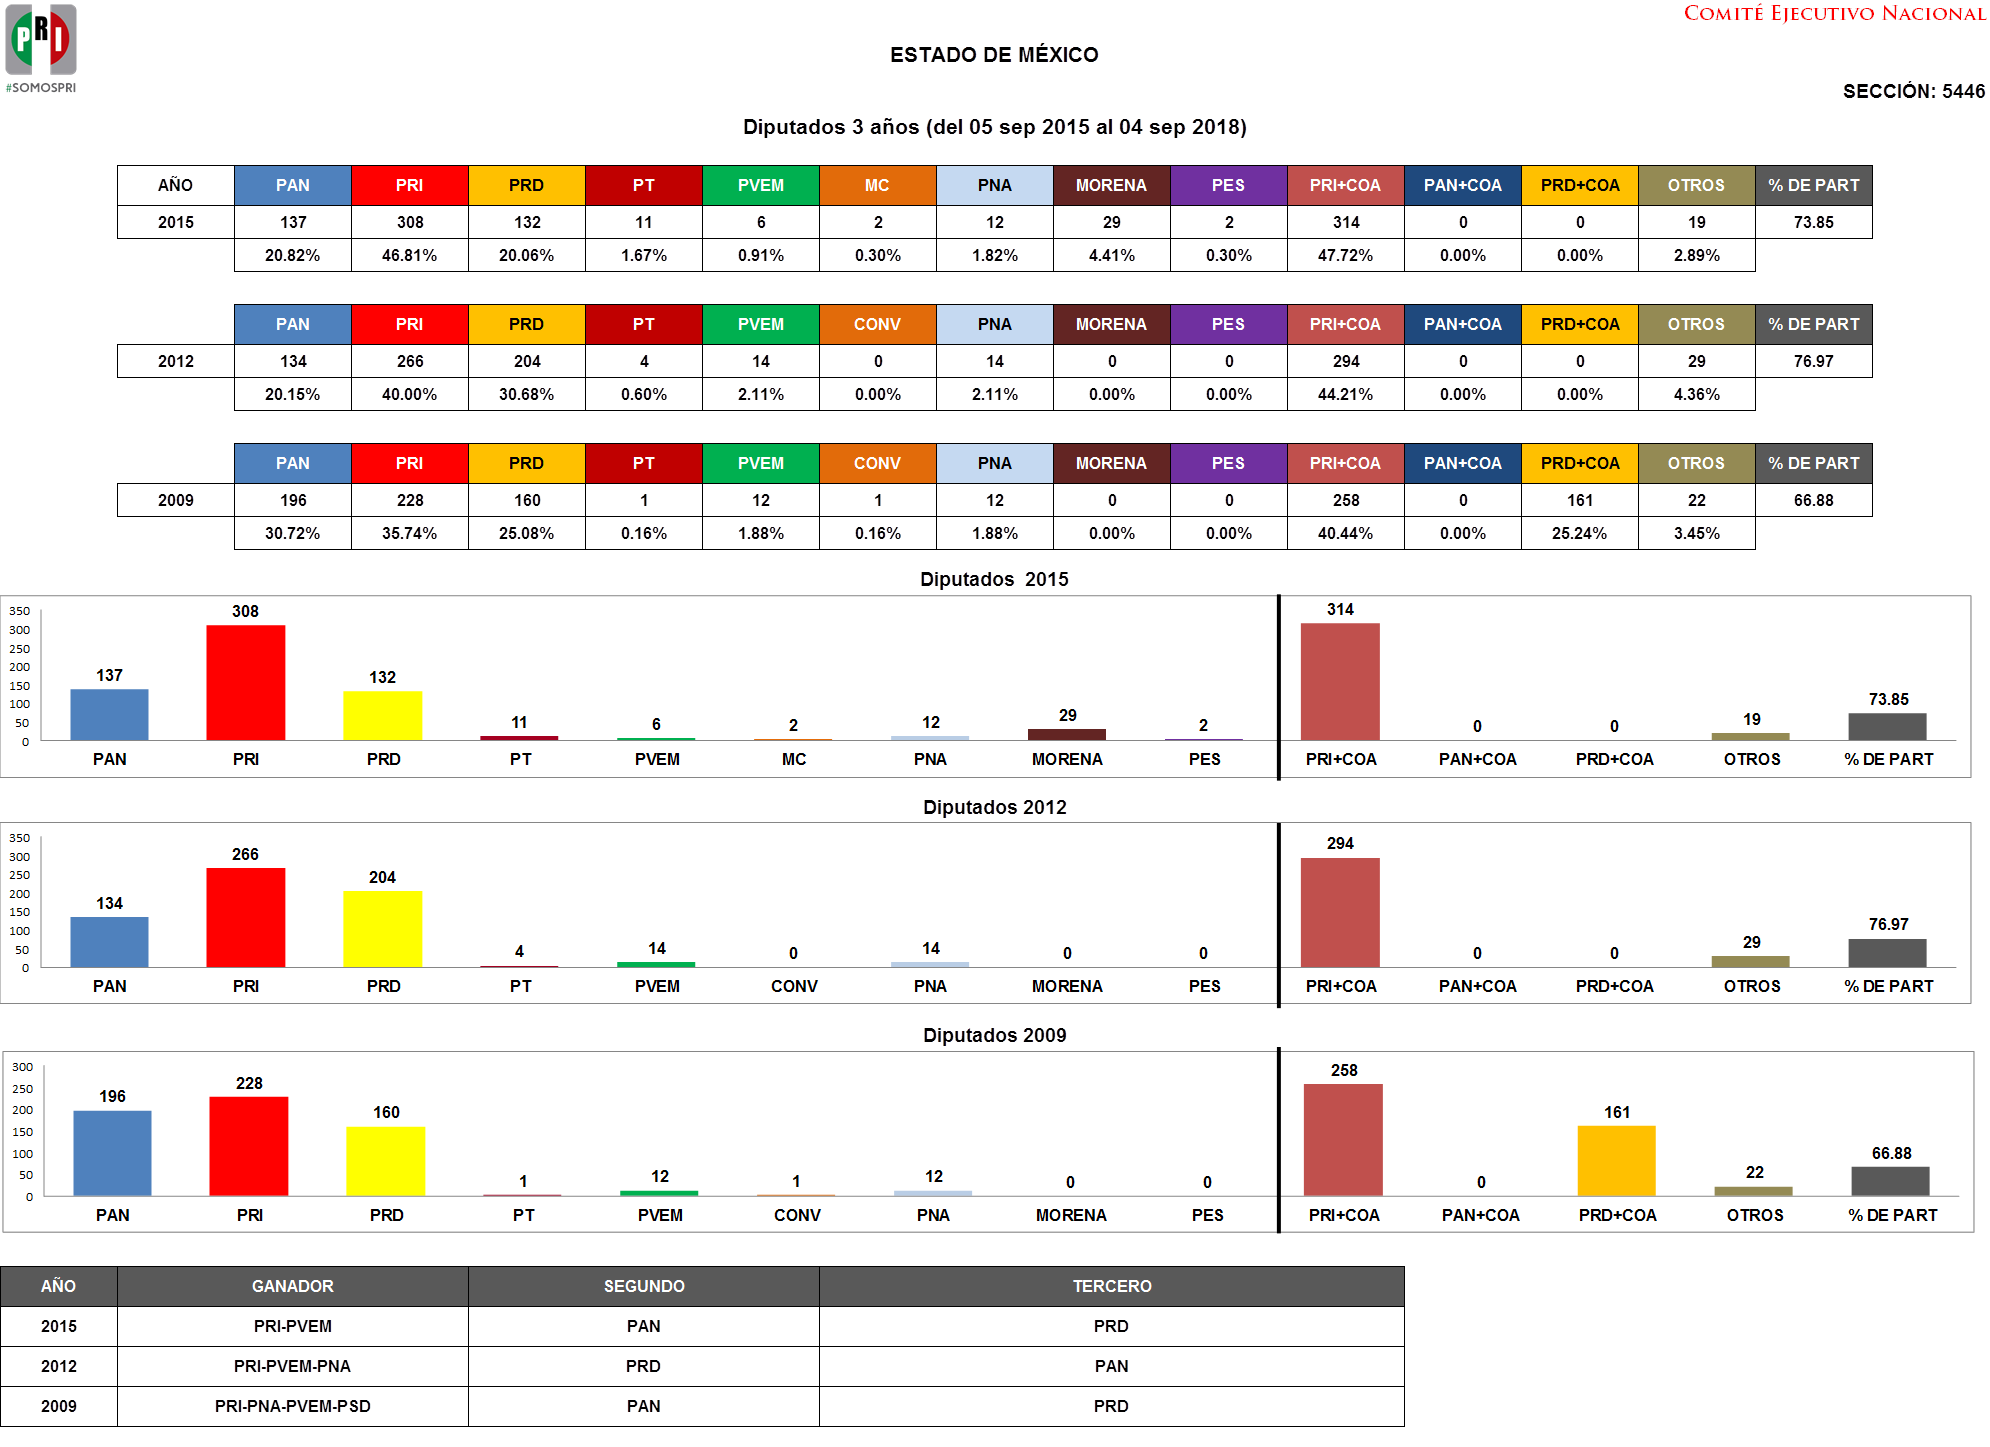 PRI
#SOMOSPRI
COMITÉ EJECUTIVO NACIONAL
ESTADO DE MÉXICO
SECCIÓN: 5446
Diputados 3 años (del 05 sep 2015 al 04 sep 2018)
AÑO PAN PRI PRD PT PVEM MC PNA MORENA PES PRI+COA PAN+COA PRD+COA OTROS % DE PART
2015 137 308 132 11 6 2 12 29 2 314 0 0 19 73.85
20.82% 46.81% 20.06% 1.67% 0.91% 0.30% 1.82% 4.41% 0.30% 47.72% 0.00% 0.00% 2.89%
PAN PRI PRD PT PVEM CONV PNA MORENA PES PRI+COA PAN+COA PRD+COA OTROS % DE PART
2012 134 266 204 4 14 0 14 0 0 294 0 0 29 76.97
20.15% 40.00% 30.68% 0.60% 2.11% 0.00% 2.11% 0.00% 0.00% 44.21% 0.00% 0.00% 4.36%
PAN PRI PRD PT PVEM CONV PNA MORENA PES PRI+COA PAN+COA PRD+COA OTROS % DE PART
2009 196 228 160 1 12 1 12 0 0 258 0 161 22 66.88
30.72% 35.74% 25.08% 0.16% 1.88% 0.16% 1.88% 0.00% 0.00% 40.44% 0.00% 25.24% 3.45%
Diputados 2015
350
300
250
200
150
100
50
0
137 308 132 11 6 2 12 29 2 314 0 0 19 73.85
PAN PRI PRD PT PVEM MC PNA MORENA PES PRI+COA PAN+COA PRD+COA OTROS % DE PART
Diputados 2012
350
300
250
200
150
100
50
0
134 266 204 4 14 0 14 0 0 294 0 0 29 76.97
PAN PRI PRD PT PVEM CONV PNA MORENA PES PRI+COA PAN+COA PRD+COA OTROS % DE PART
Diputados 2009
300
250
200
150
100
50
0
196 228 160 1 12 1 12 0 0 258 0 161 22 66.88
PAN PRI PRD PT PVEM CONV PNA MORENA PES PRI+COA PAN+COA PRD+COA OTROS % DE PART
AÑO GANADOR SEGUNDO TERCERO
2015 PRI-PVEM PAN PRD
2012 PRI-PVEM-PNA PRD PAN
2009 PRI-PNA-PVEM-PSD PAN PRD